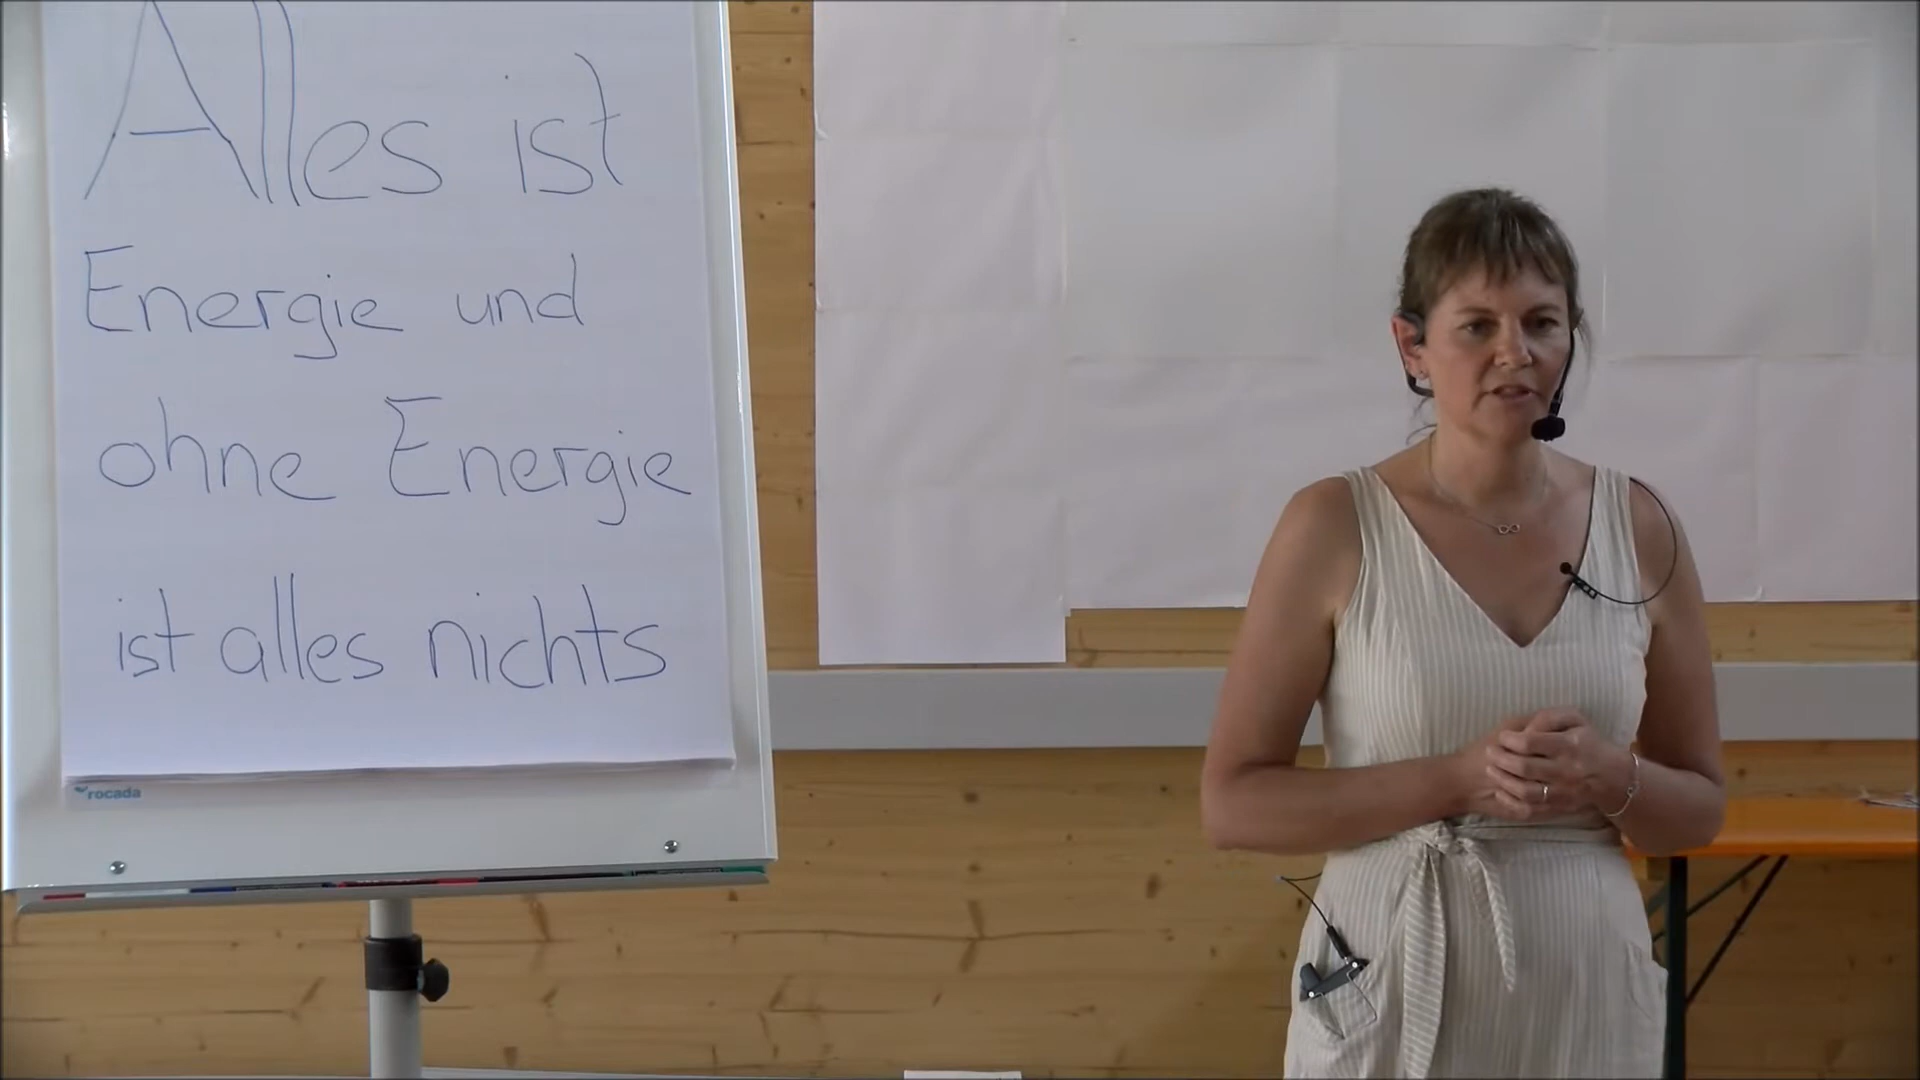 Alles ist
Energie und
ohne Energie
ist alles nichts
rocada